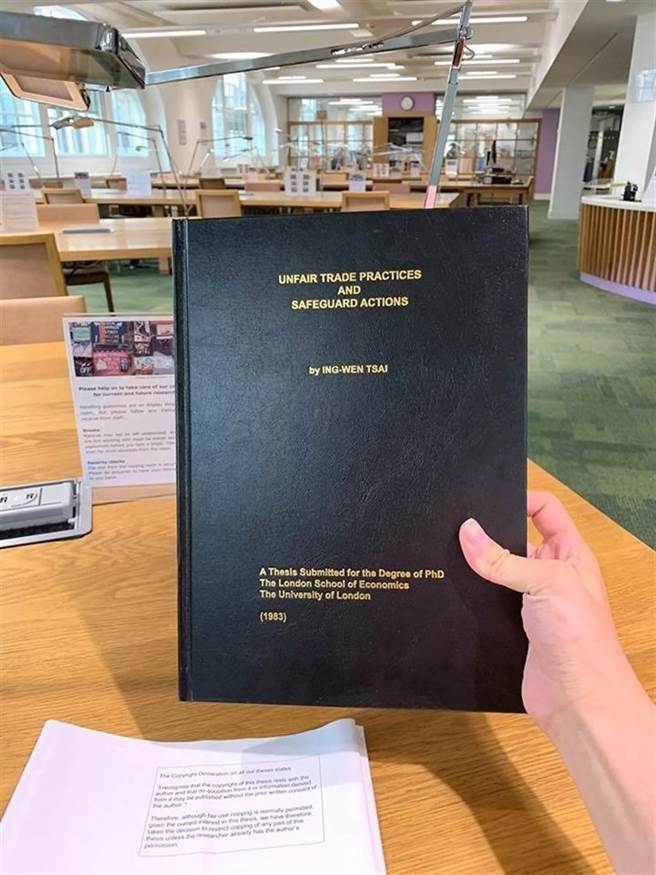 UNFAIR TRADE PRACTICES
AND
SAFEGUARD ACTIONS
by ING-WEN TSAI
A Thesis Submitted for the Degree of PhD
The London School of Economics
The University of London
(1983)
Please help us to take care of our
for current and future
Breaks
Security checks
The Copyright Declaration on all our thesis states
"I recognise that the copyright of this thesis rests with the
author and that no quotation from it or information derived
from it may be published without the prior written consent of
the author."
Therefore, although fair use copying is normally permitted,
given the current interest in this thesis, we have therefore
taken the decision to restrict copying of any part of this
thesis unless the researcher already has the author's
permission.